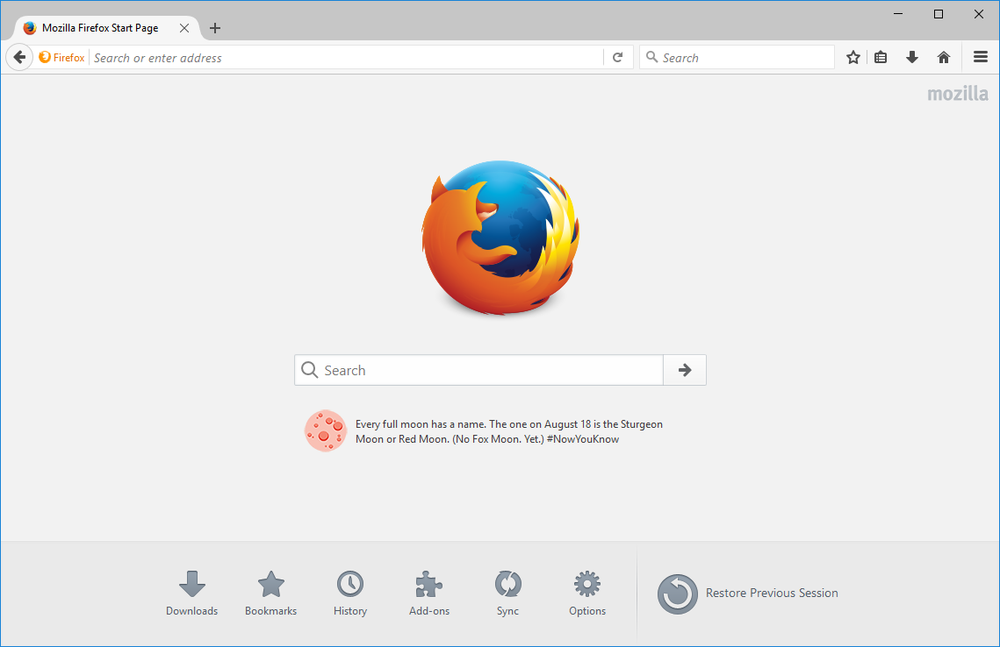 Mozilla Firefox Start Page
Firefox
Search or enter address
Search
mozilla
Search
Every full moon has a name. The one on August 18 is the Sturgeon
Moon or Red Moon. (No Fox Moon. Yet.) #NowYouKnow
Downloads
Bookmarks
History
Add-ons
Sync
Options
Restore Previous Session